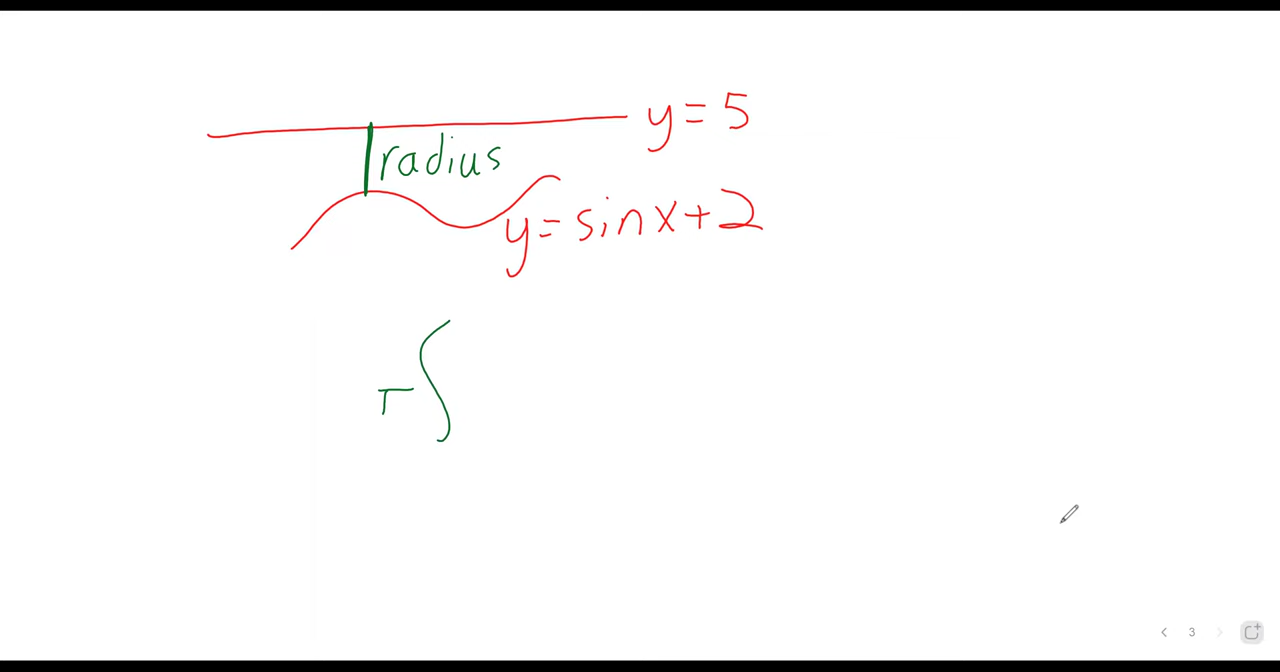 y = 5
radius
y = sin x + 2
π∫
3